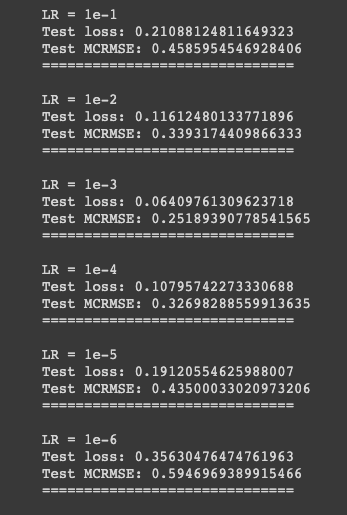 LR = 1e-1
Test loss: 0.21088124811649323
Test MCRMSE: 0.4585954546928406
==============================
LR = 1e-2
Test loss: 0.11612480133771896
Test MCRMSE: 0.3393174409866333
==============================
LR = 1e-3
Test loss: 0.06409761309623718
Test MCRMSE: 0.25189390778541565
==============================
LR = 1e-4
Test loss: 0.10795742273330688
Test MCRMSE: 0.32698288559913635
==============================
LR = 1e-5
Test loss: 0.19120554625988007
Test MCRMSE: 0.43500033020973206
==============================
LR = 1e-6
Test loss: 0.35630476474761963
Test MCRMSE: 0.5946969389915466
==============================